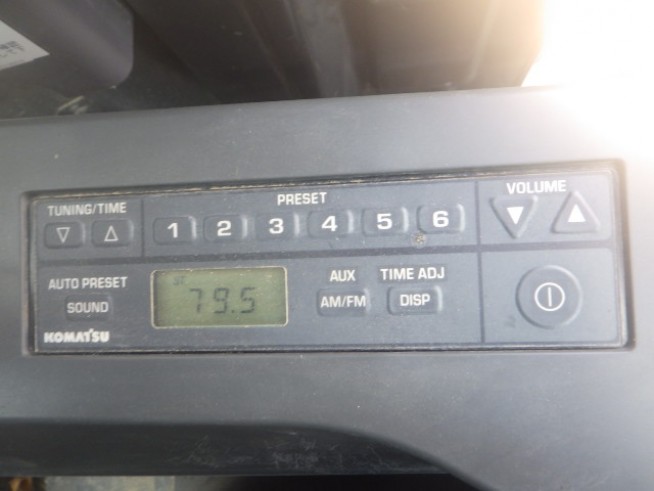 TUNING/TIME
PRESET
VOLUME
1 2 3 4 5 6
AUTO PRESET
SOUND
ST
79.5
AUX
AM/FM
TIME ADJ
DISP
KOMATSU